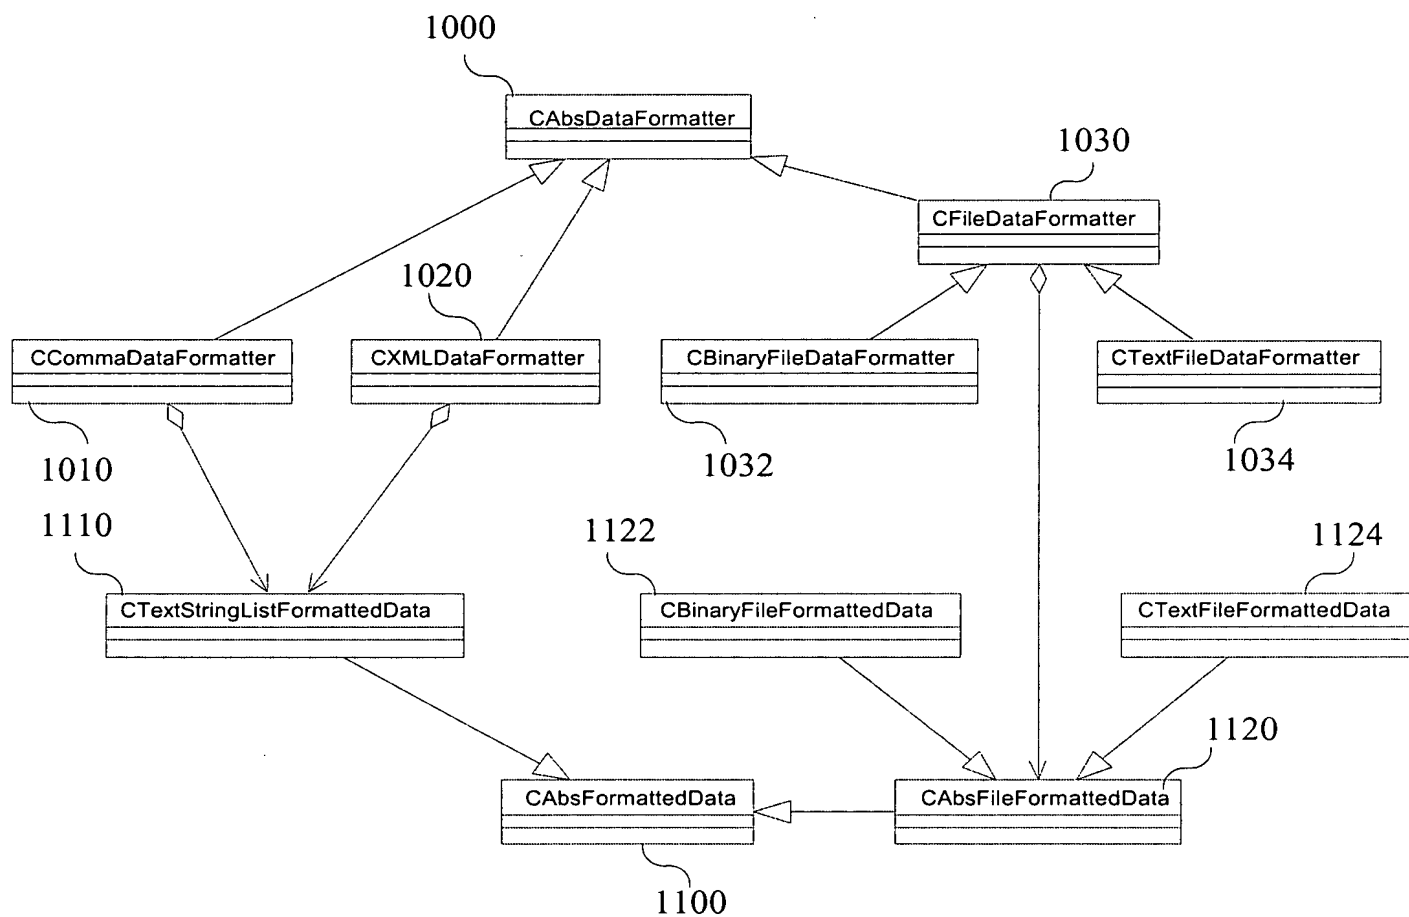 1000
CAbsDataFormatter
1030
CFileDataFormatter
1020
CCommaDataFormatter
CXMLDataFormatter
CBinaryFileDataFormatter
CTextFileDataFormatter
1010
1032
1034
1110
1122
1124
CTextStringListFormattedData
CBinaryFileFormattedData
CTextFileFormattedData
1120
CAbsFormattedData
CAbsFileFormattedData
1100